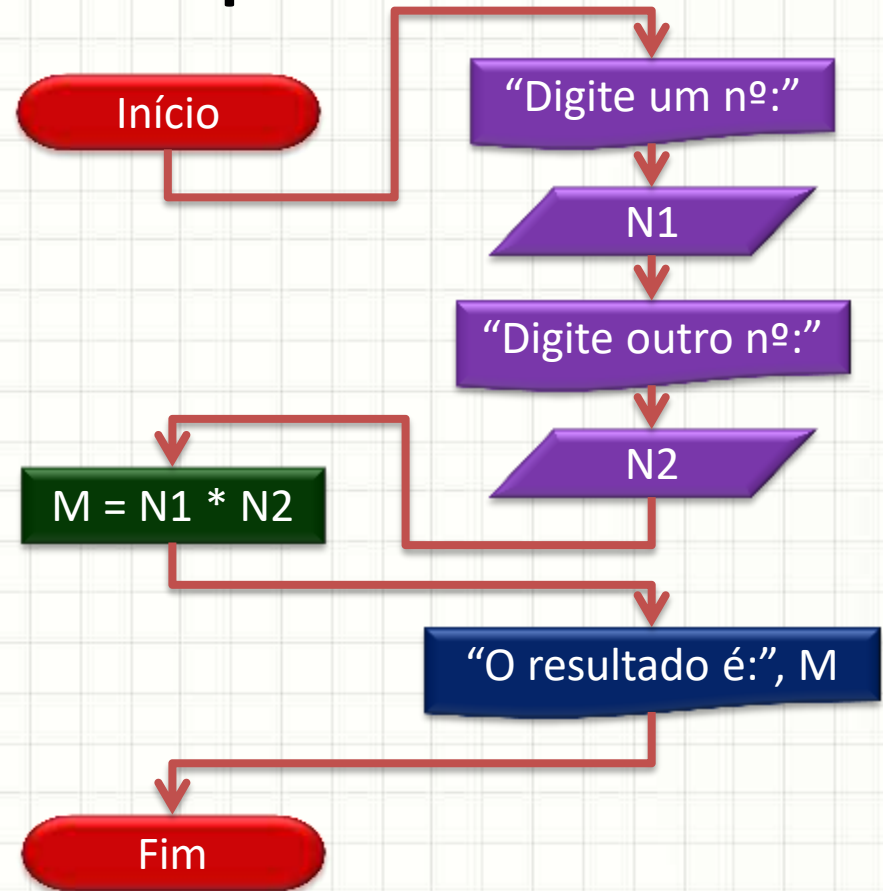 Início
“Digite um nº:”
N1
“Digite outro nº:”
N2
M = N1 * N2
“O resultado é:”, M
Fim